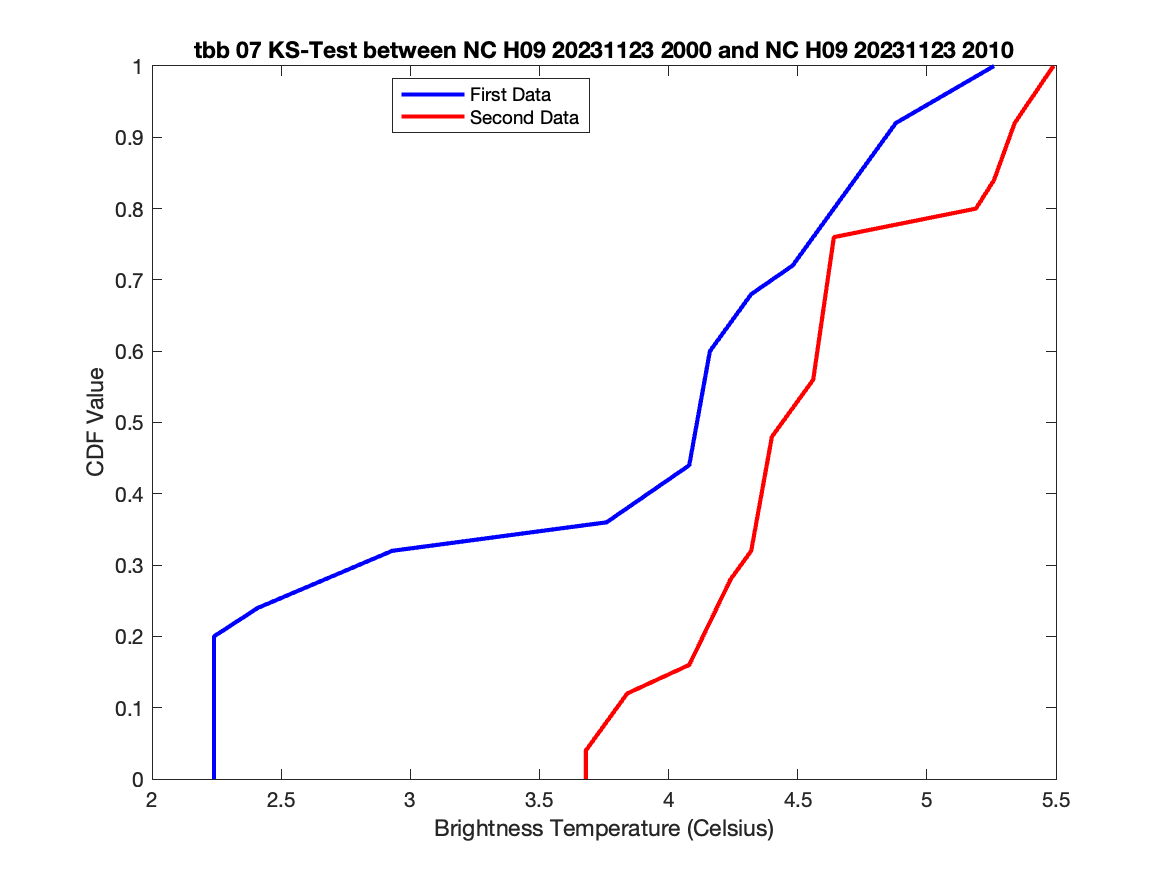 tbb 07 KS-Test between NC H09 20231123 2000 and NC H09 20231123 2010
First Data
Second Data
1
0.9
0.8
0.7
0.6
0.5
0.4
0.3
0.2
0.1
0
CDF Value
2 2.5 3 3.5 4 4.5 5 5.5
Brightness Temperature (Celsius)